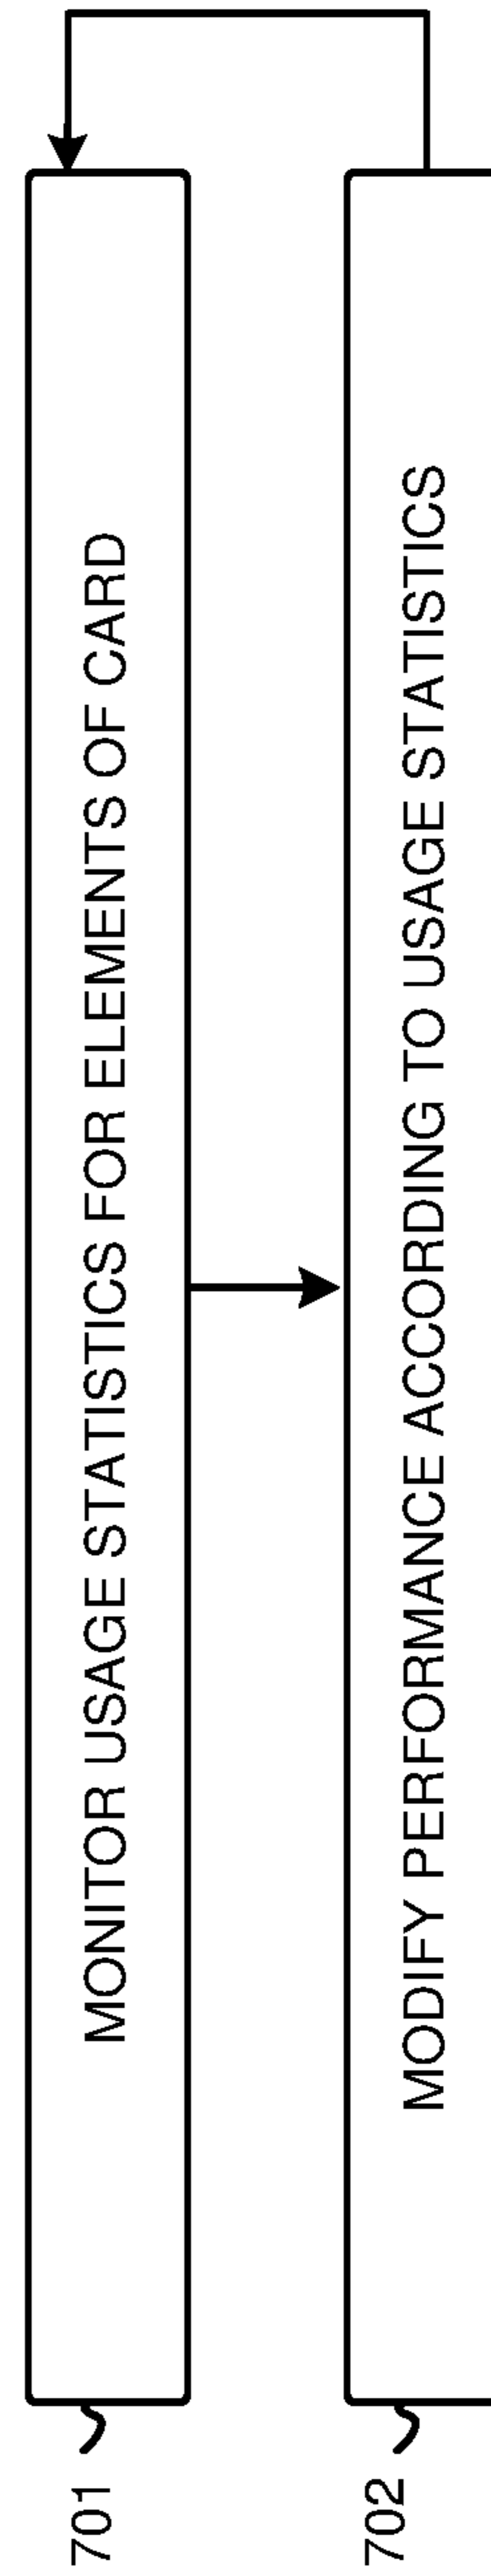 701
MONITOR USAGE STATISTICS FOR ELEMENTS OF CARD
702
MODIFY PERFORMANCE ACCORDING TO USAGE STATISTICS